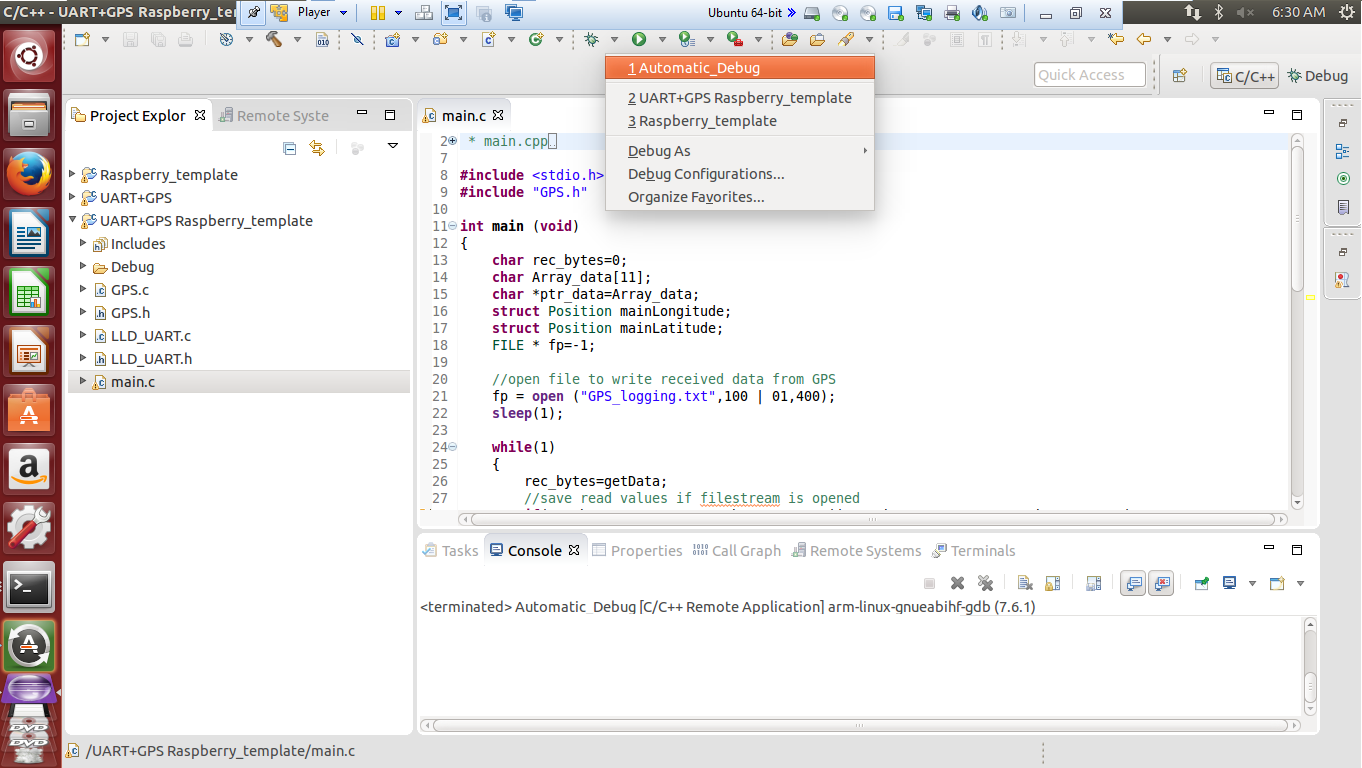 C/C++ - UART+GPS Raspberry_te
Player
Ubuntu 64-bit
6:30 AM
Quick Access
C/C++
Debug
1 Automatic_Debug
2 UART+GPS Raspberry_template
3 Raspberry_template
Debug As
Debug Configurations...
Organize Favorites...
Project Explor
Remote Syste
Raspberry_template
UART+GPS
UART+GPS Raspberry_template
Includes
Debug
GPS.c
GPS.h
LLD_UART.c
LLD_UART.h
main.c
main.c
2 * main.cpp
7
8 #include <stdio.h>
9 #include "GPS.h"
10
11 int main (void)
12 {
13 char rec_bytes=0;
14 char Array_data[11];
15 char *ptr_data=Array_data;
16 struct Position mainLongitude;
17 struct Position mainLatitude;
18 FILE * fp=-1;
19
20 //open file to write received data from GPS
21 fp = open ("GPS_logging.txt",100 | 01,400);
22 sleep(1);
23
24 while(1)
25 {
26 rec_bytes=getData;
27 //save read values if filestream is opened
Tasks
Console
Properties
Call Graph
Remote Systems
Terminals
<terminated> Automatic_Debug [C/C++ Remote Application] arm-linux-gnueabihf-gdb (7.6.1)
/UART+GPS Raspberry_template/main.c